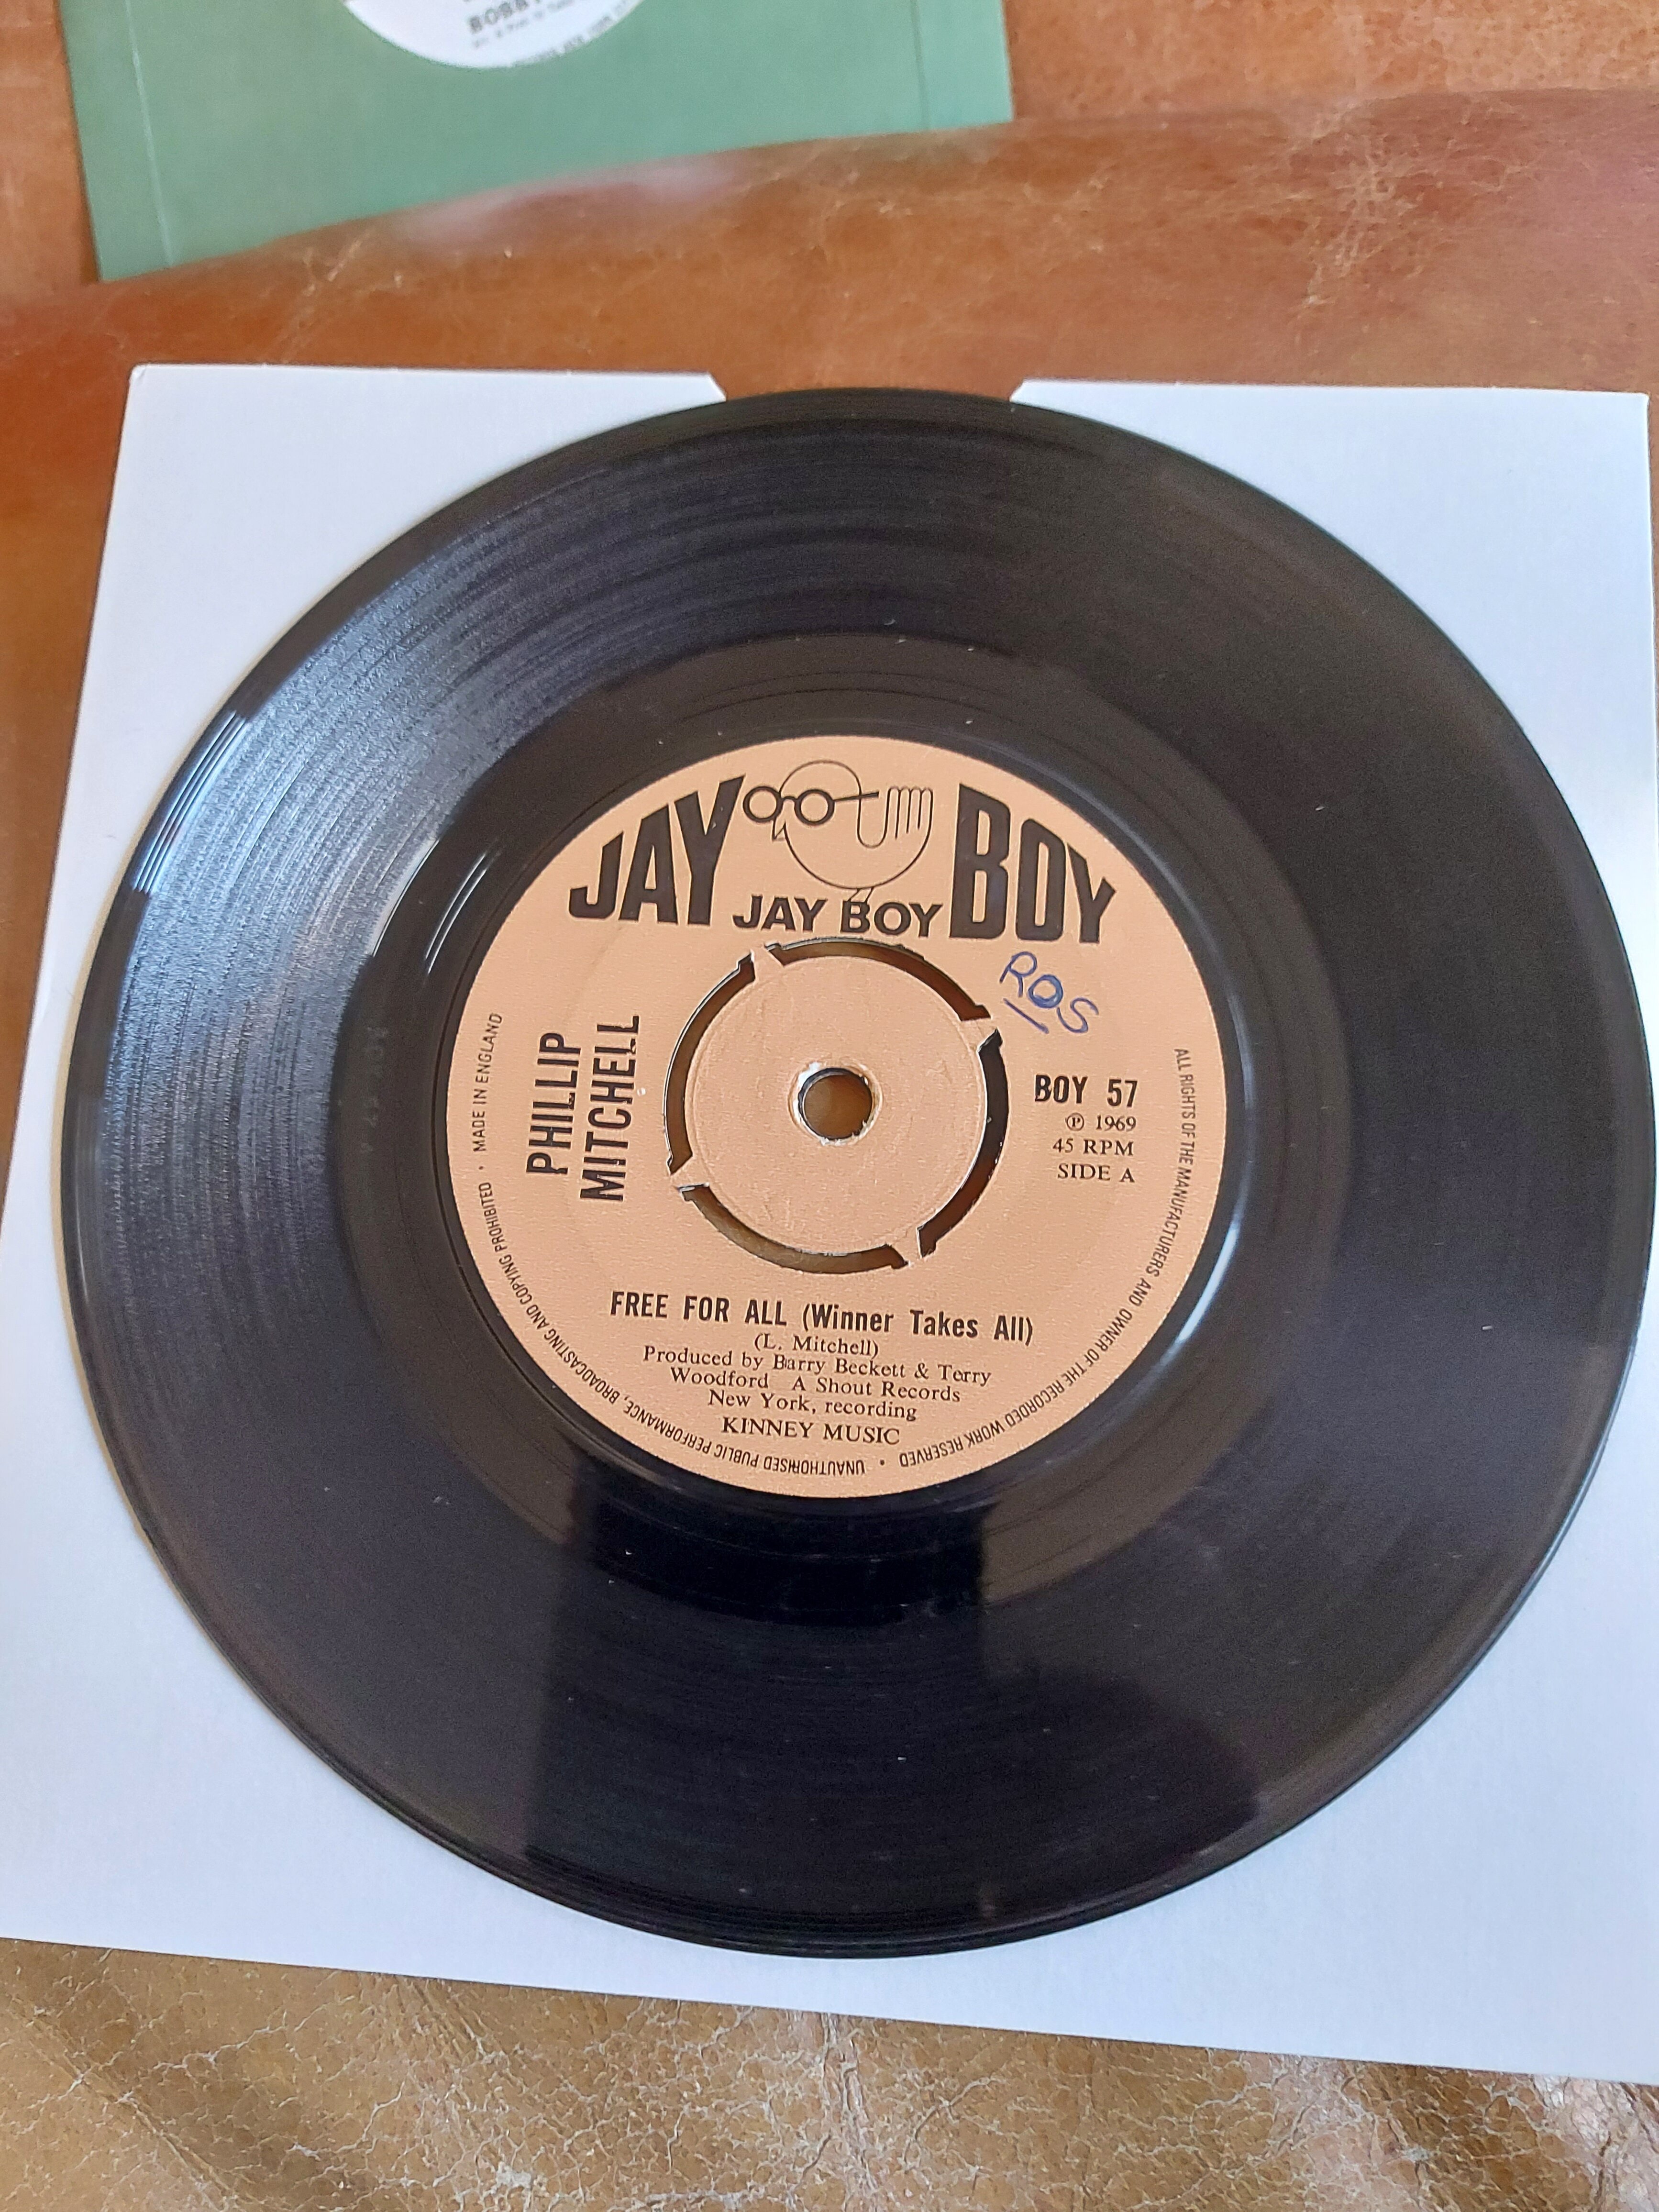 JAY BOY
JAY BOY
ROS
PHILLIP
MITCHELL
BOY 57
℗ 1969
45 RPM
SIDE A
FREE FOR ALL (Winner Takes All)
(L. Mitchell)
Produced by Barry Beckett & Terry
Woodford A Shout Records
New York, recording
KINNEY MUSIC
ALL RIGHTS OF THE MANUFACTURERS AND OWNER OF THE RECORDED WORK RESERVED • UNAUTHORISED PUBLIC PERFORMANCE, BROADCASTING AND COPYING PROHIBITED • MADE IN ENGLAND